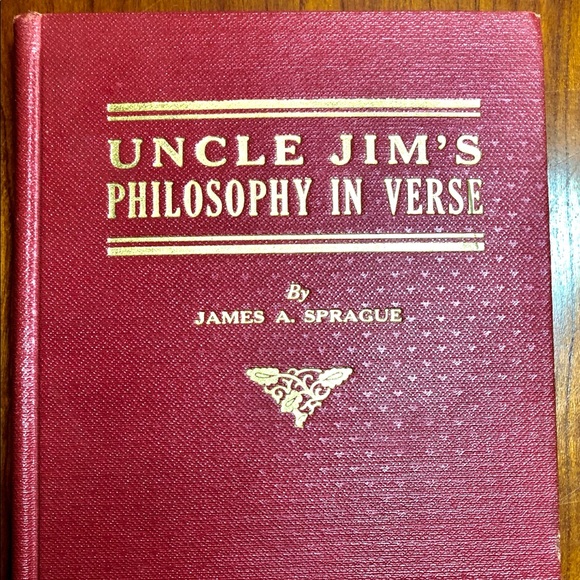 UNCLE JIM'S
PHILOSOPHY IN VERSE
By
JAMES A. SPRAGUE